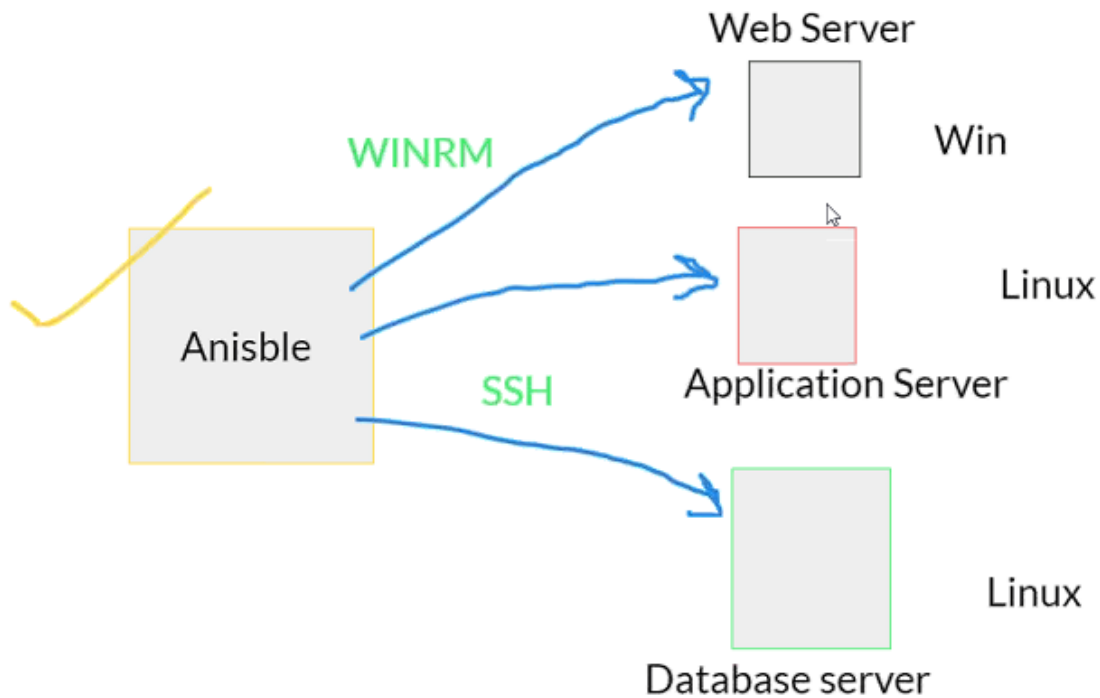 Web Server
WINRM
Win
Anisble
Linux
SSH
Application Server
Linux
Database server